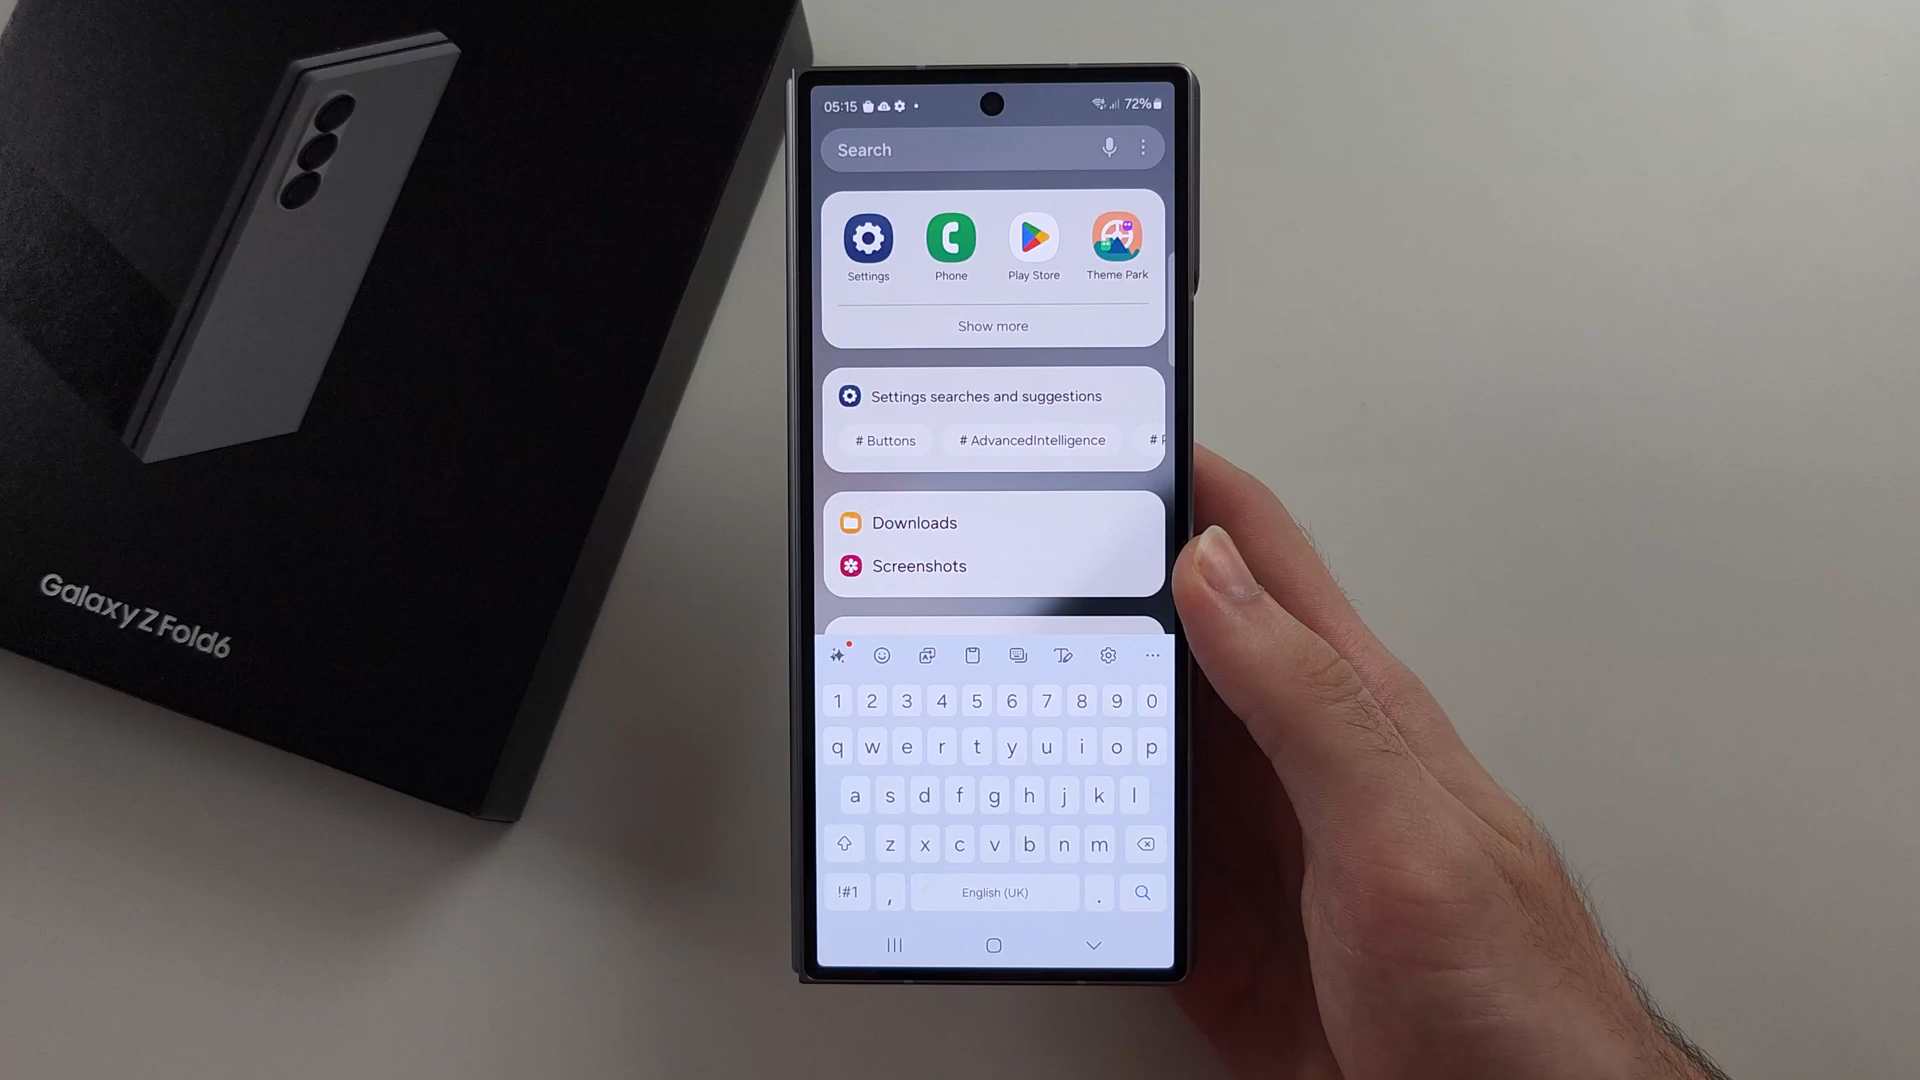 Galaxy Z Fold6
05:15
72%
Search
Settings
Phone
Play Store
Theme Park
Show more
Settings searches and suggestions
# Buttons
# AdvancedIntelligence
#
Downloads
Screenshots
1 2 3 4 5 6 7 8 9 0
q w e r t y u i o p
a s d f g h j k l
z x c v b n m
!#1 , English (UK) .